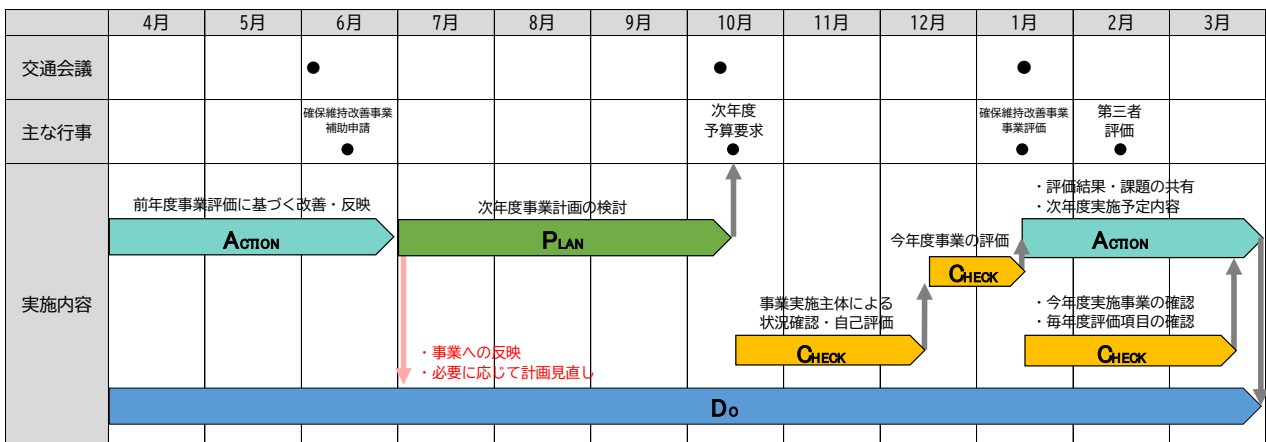 4月 5月 6月 7月 8月 9月 10月 11月 12月 1月 2月 3月
交通会議
主な行事
確保維持改善事業
補助申請
次年度
予算要求
確保維持改善事業
事業評価
第三者
評価
実施内容
前年度事業評価に基づく改善・反映
ACTION
次年度事業計画の検討
PLAN
・評価結果・課題の共有
・次年度実施予定内容
ACTION
今年度事業の評価
CHECK
事業実施主体による
状況確認・自己評価
CHECK
・今年度実施事業の確認
・毎年度評価項目の確認
CHECK
・事業への反映
・必要に応じて計画見直し
DO